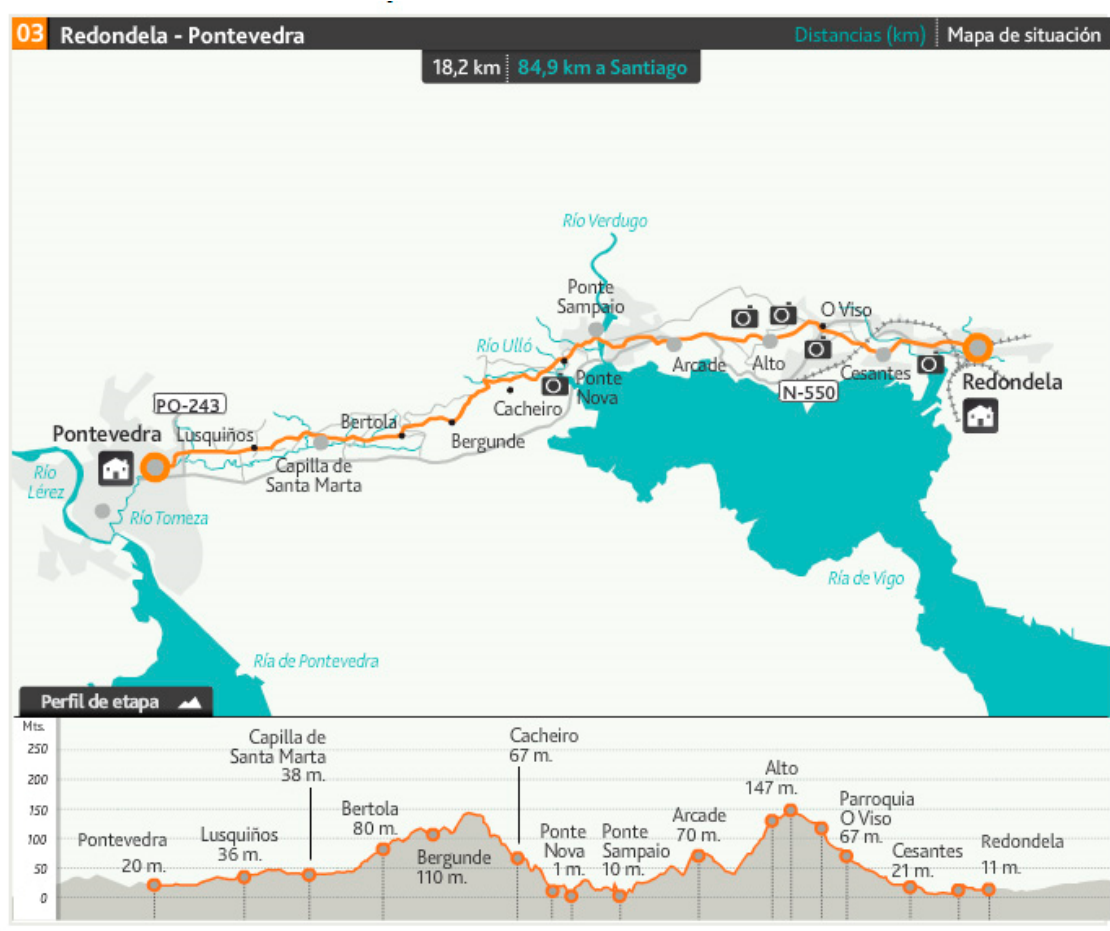 03 Redondela - Pontevedra
Distancias (km) Mapa de situación
18,2 km 84,9 km a Santiago
Río Verdugo
Ponte
Sampaio
O Viso
Río Ulló
Arcade
Alto
Cesantes
Redondela
N-550
Ponte
Nova
Cacheiro
Bergunde
Bertola
PO-243
Pontevedra
Lusquiños
Capilla de
Santa Marta
Río
Lérez
Río Tomeza
Ría de Vigo
Ría de Pontevedra
Perfil de etapa
Mts.
250
200
150
100
50
0
Pontevedra
20 m.
Lusquiños
36 m.
Capilla de
Santa Marta
38 m.
Bertola
80 m.
Bergunde
110 m.
Cacheiro
67 m.
Ponte
Nova
1 m.
Ponte
Sampaio
10 m.
Arcade
70 m.
Alto
147 m.
Parroquia
O Viso
67 m.
Cesantes
21 m.
Redondela
11 m.